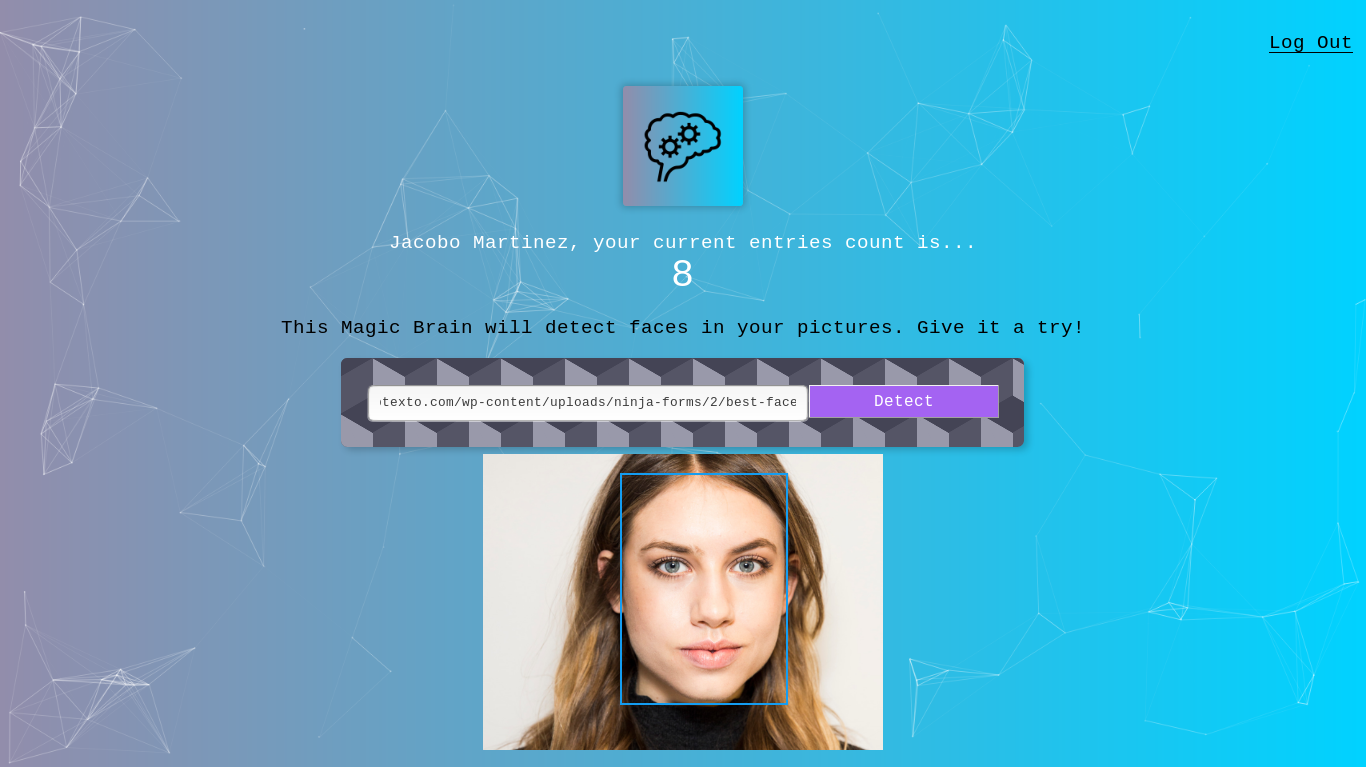 Log Out
Jacobo Martinez, your current entries count is...
8
This Magic Brain will detect faces in your pictures. Give it a try!
texto.com/wp-content/uploads/ninja-forms/2/best-face
Detect